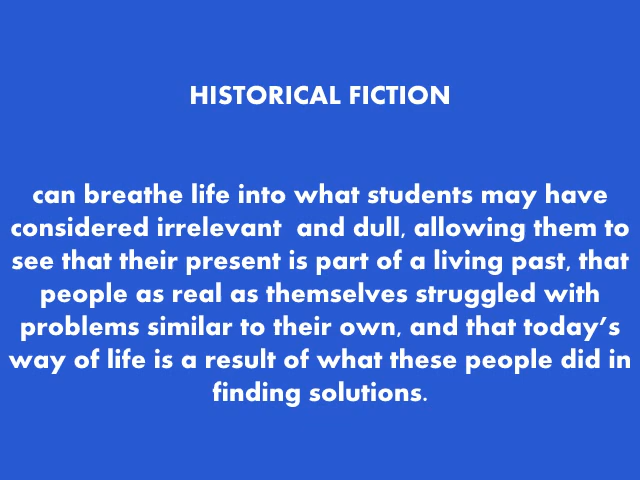 HISTORICAL FICTION
can breathe life into what students may have
considered irrelevant  and dull, allowing them to
see that their present is part of a living past, that
people as real as themselves struggled with
problems similar to their own, and that today’s
way of life is a result of what these people did in
finding solutions.